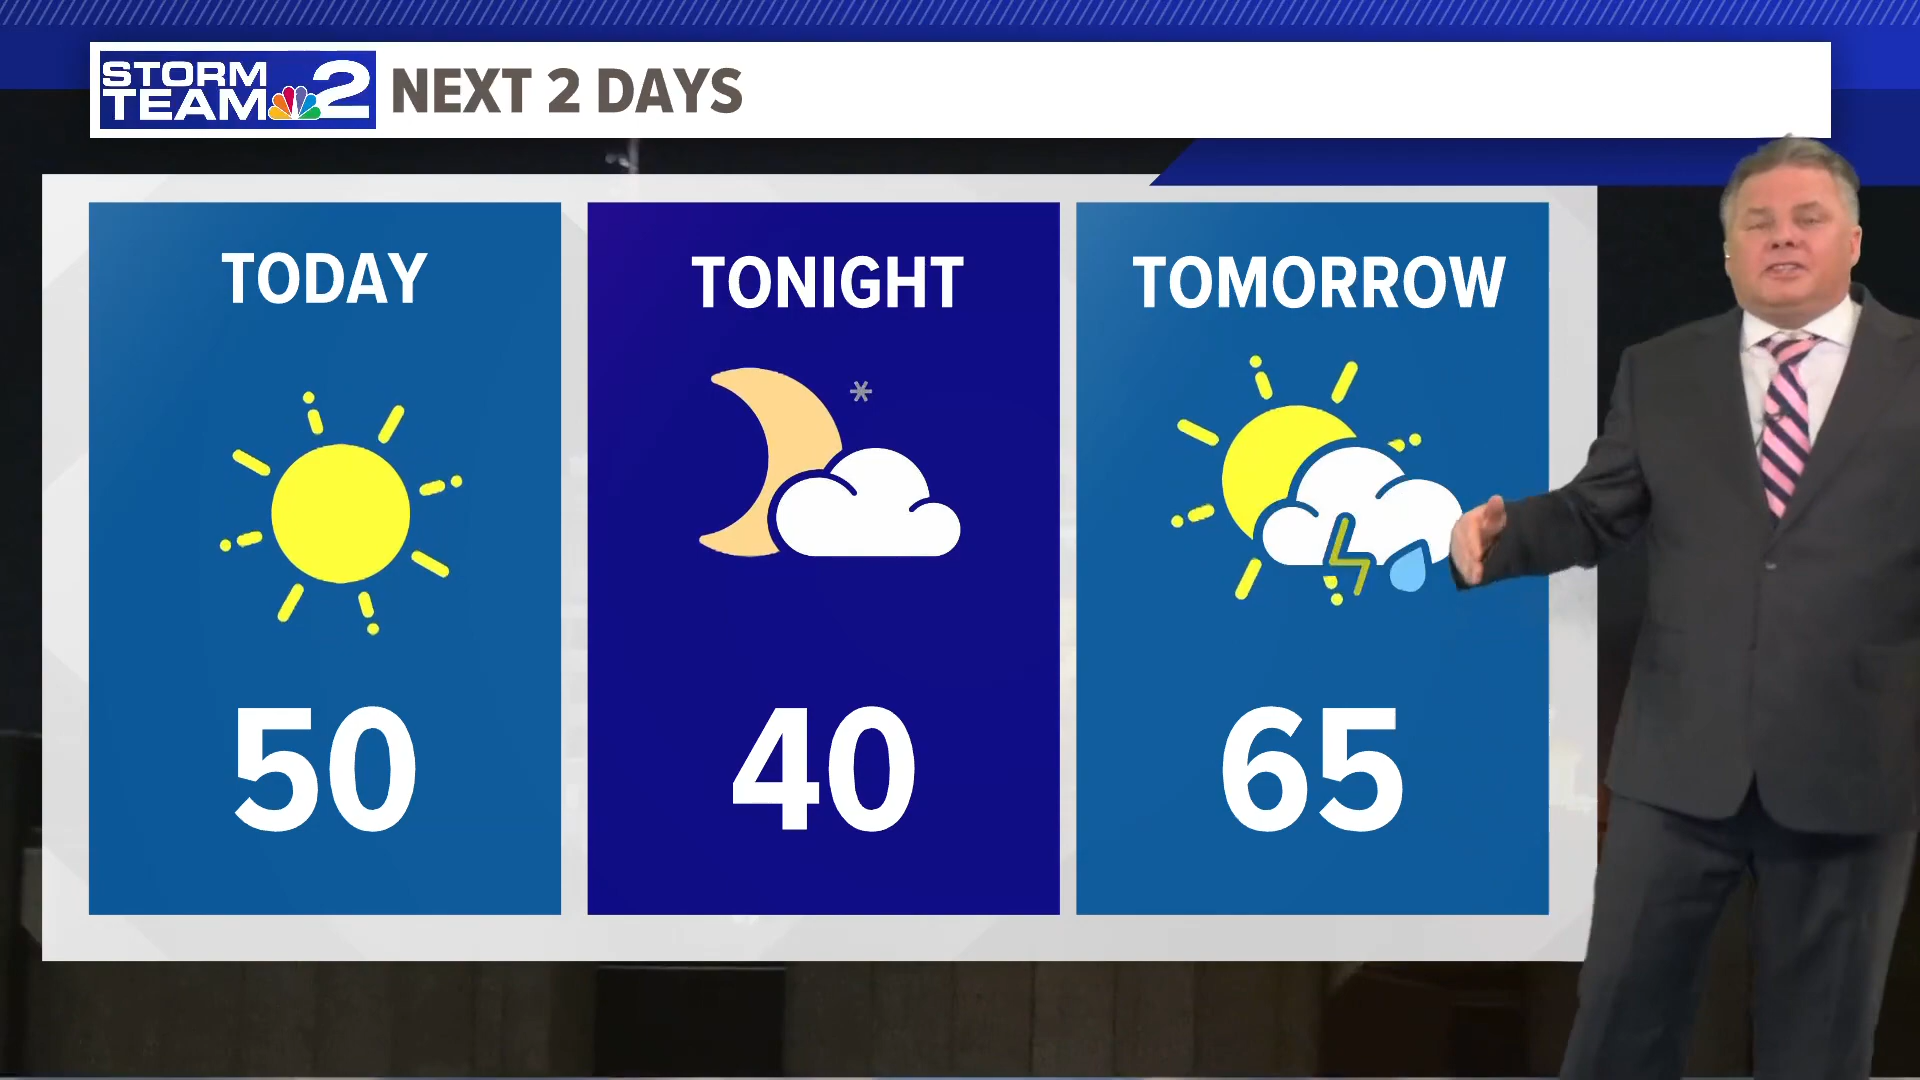 STORM
TEAM 2
NEXT 2 DAYS
TODAY
50
TONIGHT
40
TOMORROW
65